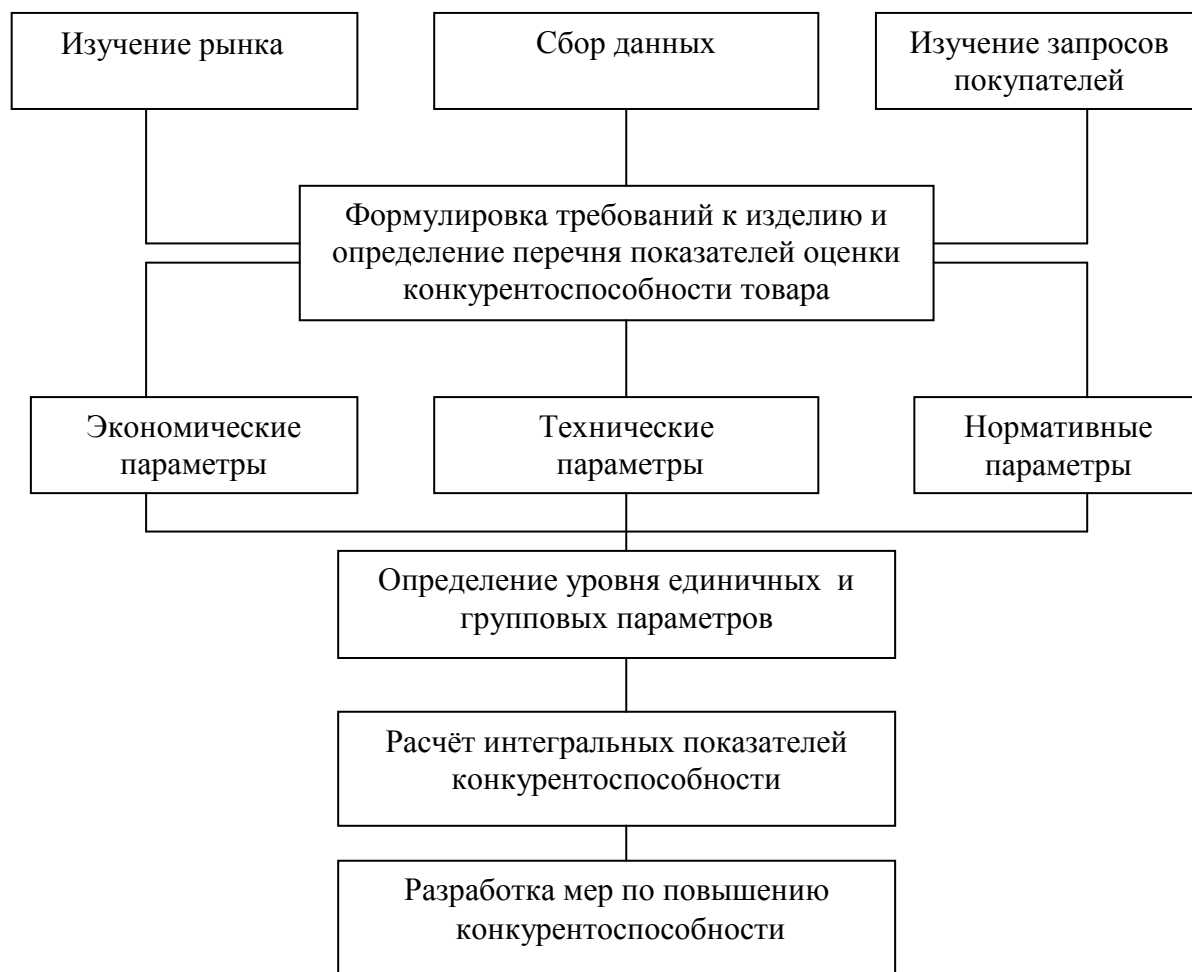 Изучение рынка
Сбор данных
Изучение запросов
покупателей
Формулировка требований к изделию и
определение перечня показателей оценки
конкурентоспособности товара
Экономические
параметры
Технические
параметры
Нормативные
параметры
Определение уровня единичных и
групповых параметров
Расчёт интегральных показателей
конкурентоспособности
Разработка мер по повышению
конкурентоспособности